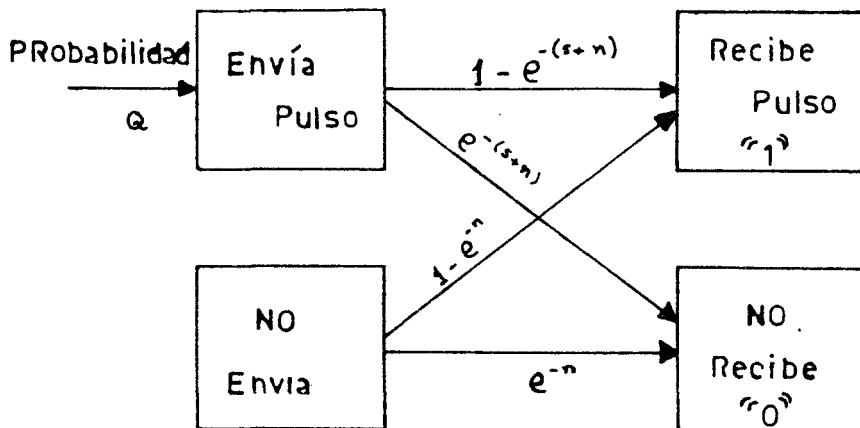 PRobabilidad
Q
Envía
Pulso
1 - e^-(s+n)
e^-(s+n)
1 - e^-n
e^-n
Recibe
Pulso
"1"
NO
Envia
NO
Recibe
"0"